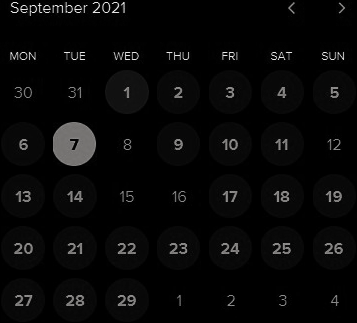 September 2021
MON TUE WED THU FRI SAT SUN
30 31 1 2 3 4 5
6 7 8 9 10 11 12
13 14 15 16 17 18 19
20 21 22 23 24 25 26
27 28 29 1 2 3 4